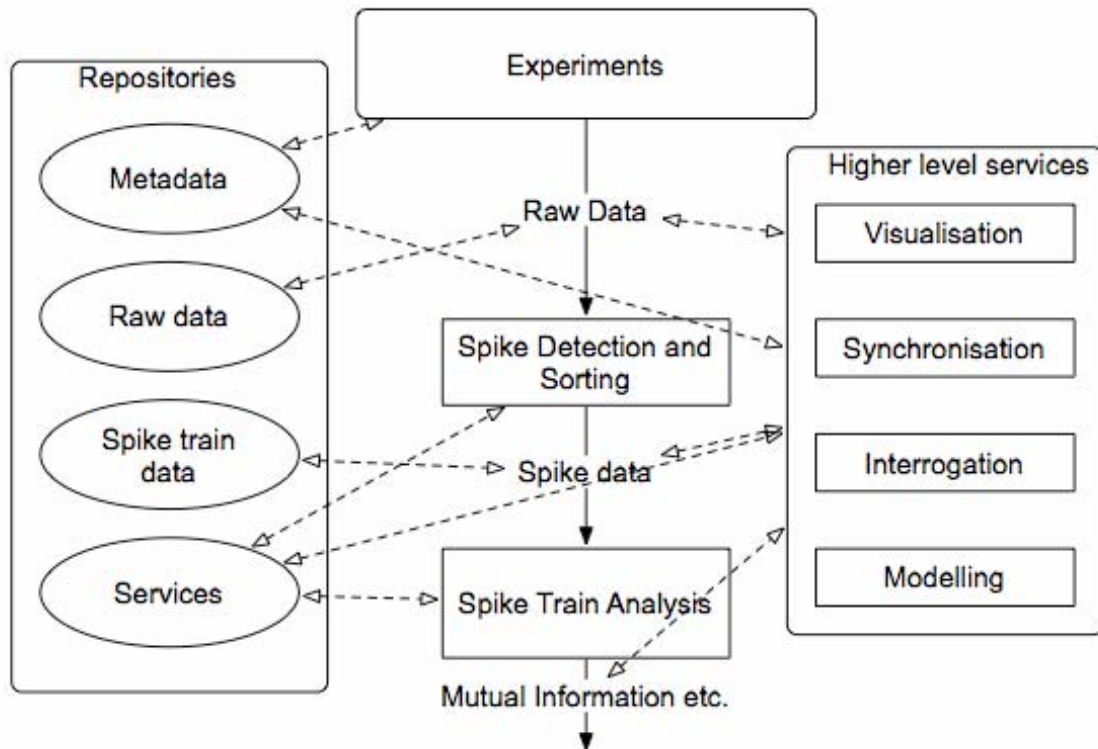 Repositories
Metadata
Raw data
Spike train
data
Services
Experiments
Raw Data
Spike Detection and
Sorting
Spike data
Spike Train Analysis
Mutual Information etc.
Higher level services
Visualisation
Synchronisation
Interrogation
Modelling